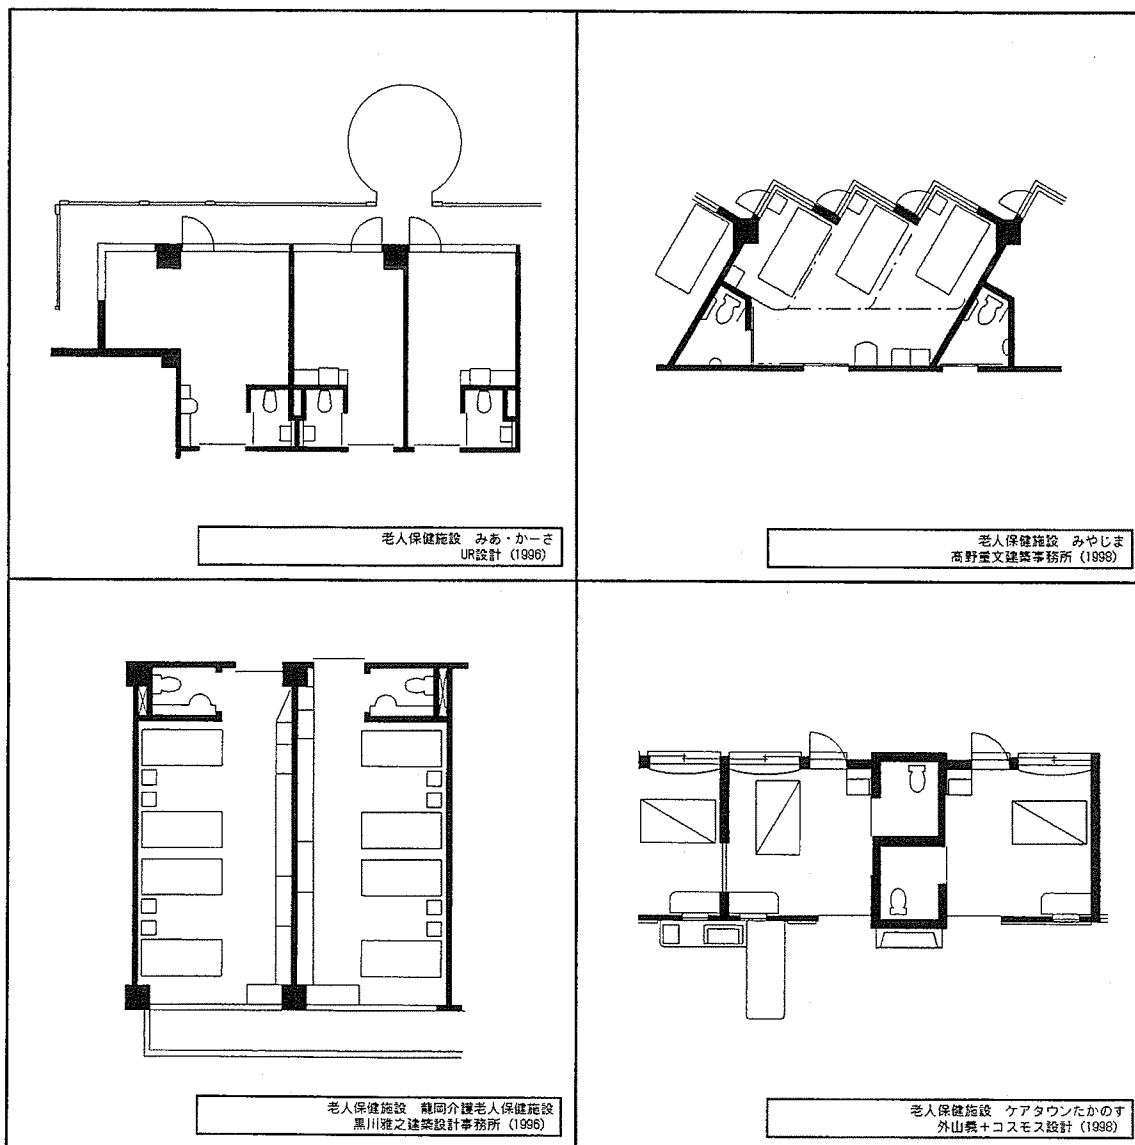 老人保健施設 みあ・かーさ
UR設計 (1996)
老人保健施設 みやじま
高野重文建築事務所 (1998)
老人保健施設 龍岡介護老人保健施設
黒川雅之建築設計事務所 (1996)
老人保健施設 ケアタウンたかのす
外山義+コスモス設計 (1998)